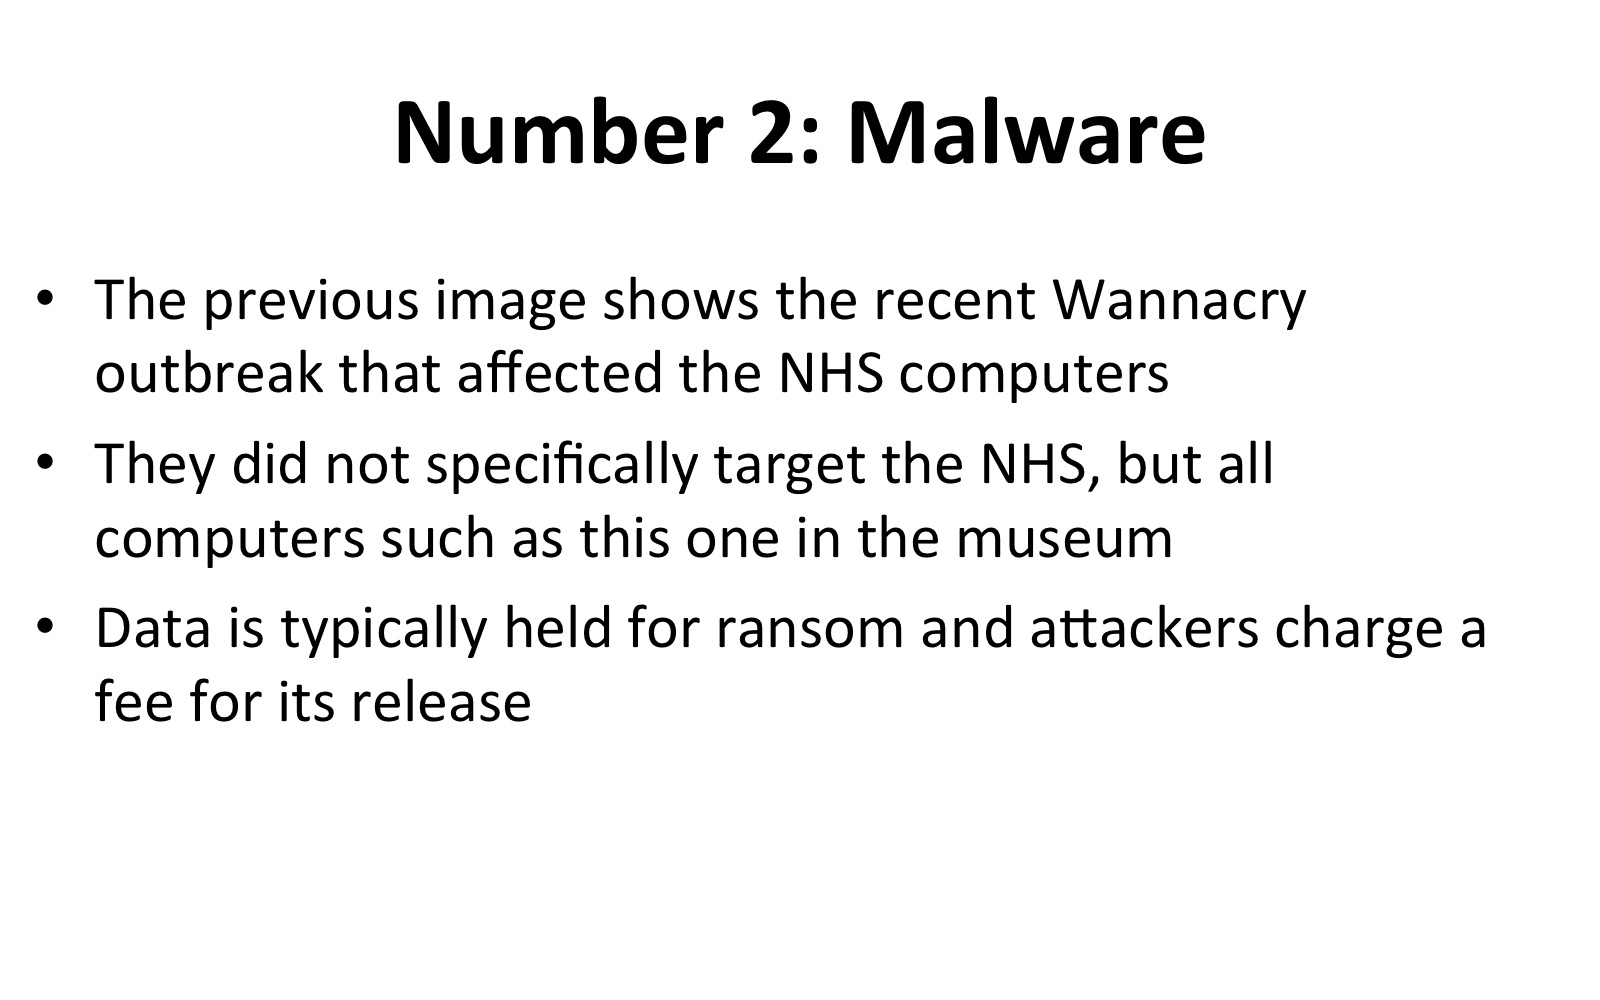 Number 2: Malware
• The previous image shows the recent Wannacry
outbreak that affected the NHS computers
• They did not specifically target the NHS, but all
computers such as this one in the museum
• Data is typically held for ransom and attackers charge a
fee for its release